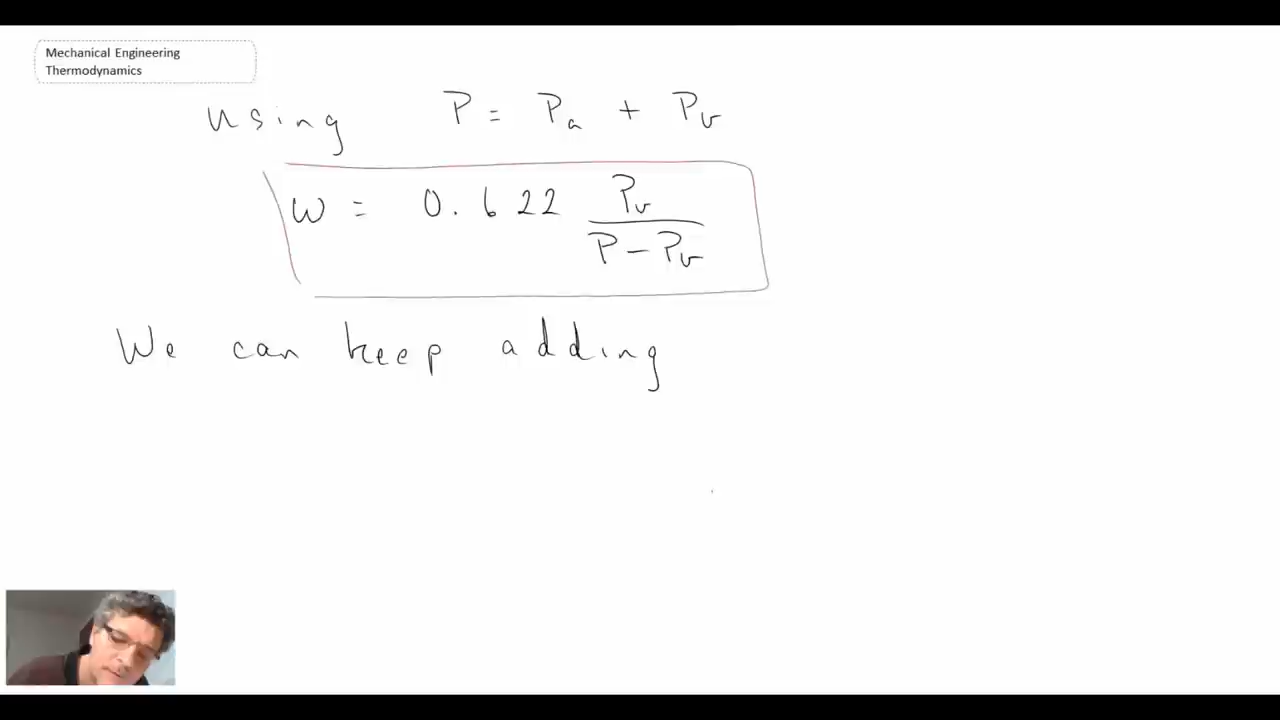 Mechanical Engineering
Thermodynamics
using P = Pa + Pv
ω = 0.622 Pv / (P - Pv)
We can keep adding